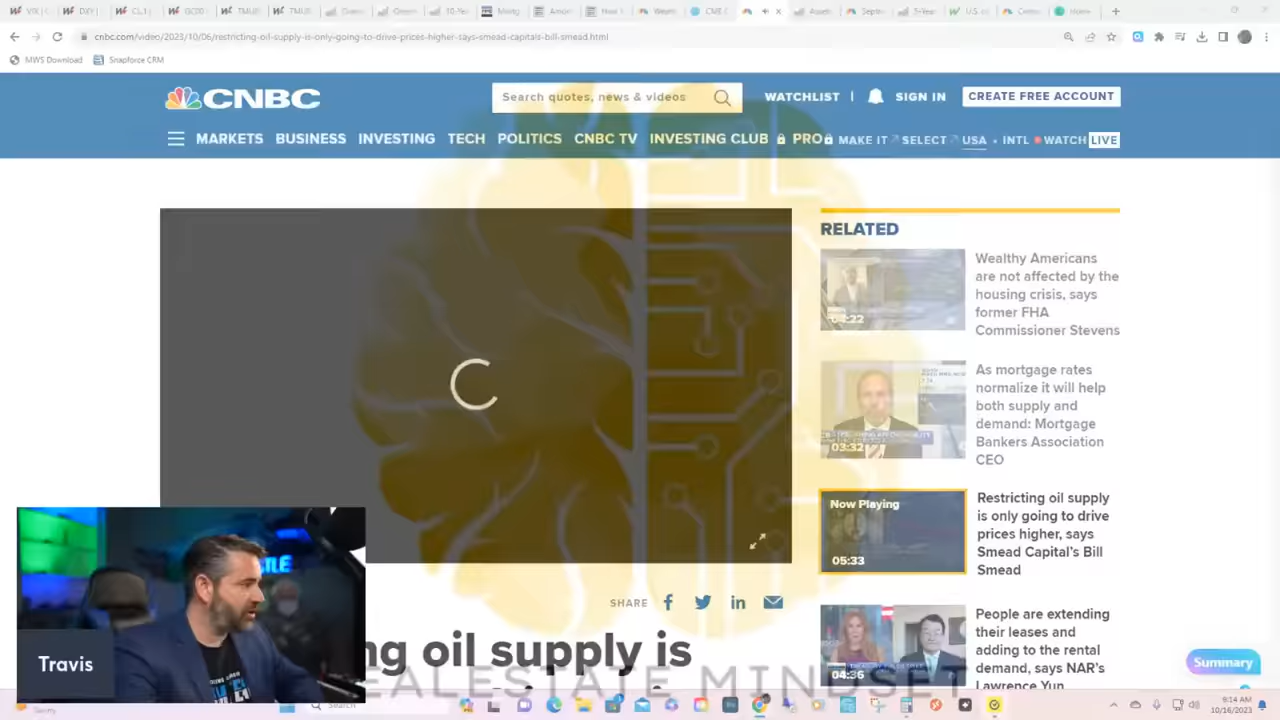 cnbc.com/video/2023/10/06/restricting-oil-supply-is-only-going-to-drive-prices-higher-says-smead-capitals-bill-smead.html
MWS Download
Snapforce CRM
CNBC
Search quotes, news & videos
WATCHLIST
SIGN IN
CREATE FREE ACCOUNT
MARKETS BUSINESS INVESTING TECH POLITICS CNBC TV INVESTING CLUB PRO MAKE IT SELECT USA INTL WATCH LIVE
RELATED
Wealthy Americans
are not affected by the
housing crisis, says
former FHA
Commissioner Stevens
As mortgage rates
normalize it will help
both supply and
demand: Mortgage
Bankers Association
CEO
03:32
Now Playing
05:33
Restricting oil supply
is only going to drive
prices higher, says
Smead Capital's Bill
Smead
People are extending
their leases and
adding to the rental
demand, says NAR's
Lawrence Yun
04:36
SHARE
ng oil supply is
REAL ESTATE MINDSET
Travis
Summary
Search
9:14 AM
10/16/2023